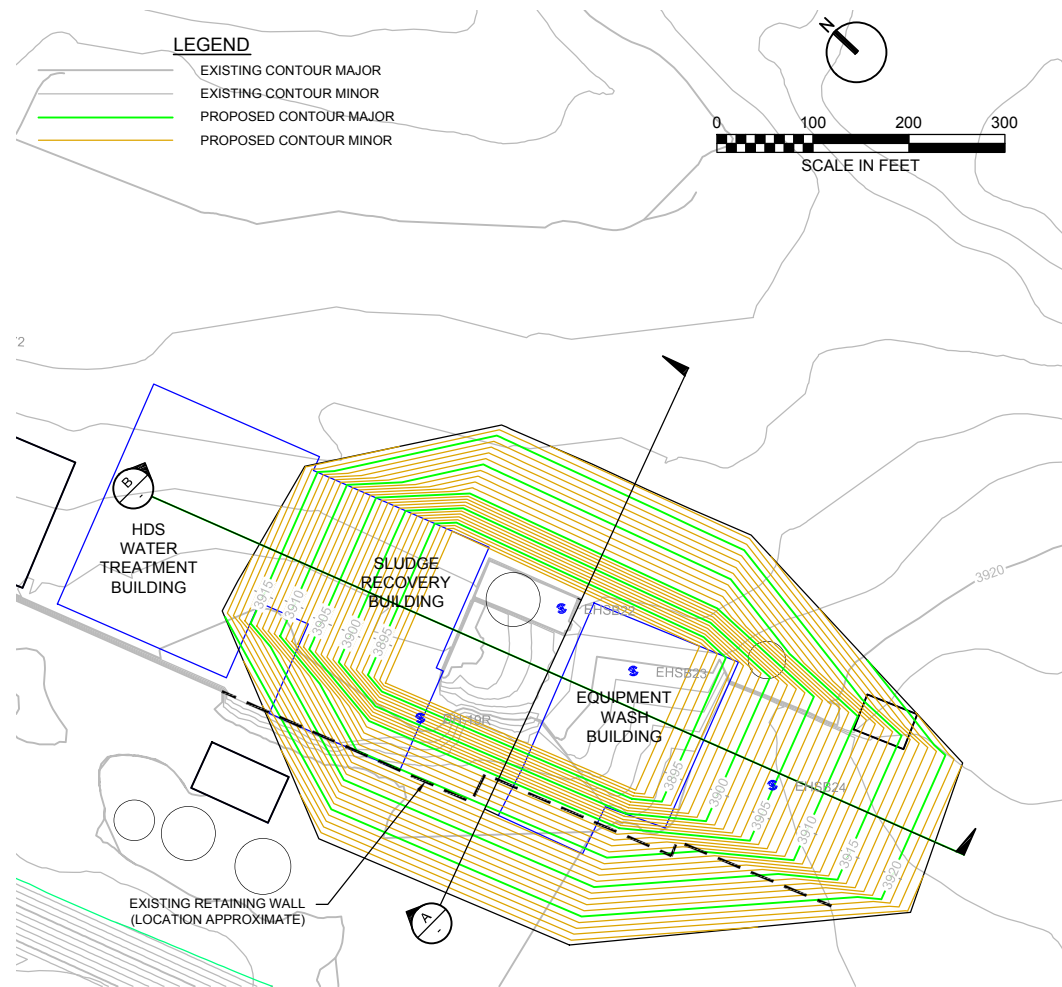 LEGEND
EXISTING CONTOUR MAJOR
EXISTING CONTOUR MINOR
PROPOSED CONTOUR MAJOR
PROPOSED CONTOUR MINOR
N
0 100 200 300
SCALE IN FEET
2
B
-
HDS
WATER
TREATMENT
BUILDING
SLUDGE
RECOVERY
BUILDING
3920
3915
3910
3905
3900
3895
EHSB23
EQUIPMENT
WASH
BUILDING
3895
3900
3905
3910
3915
3920
EHSB24
EXISTING RETAINING WALL
(LOCATION APPROXIMATE)
A
-